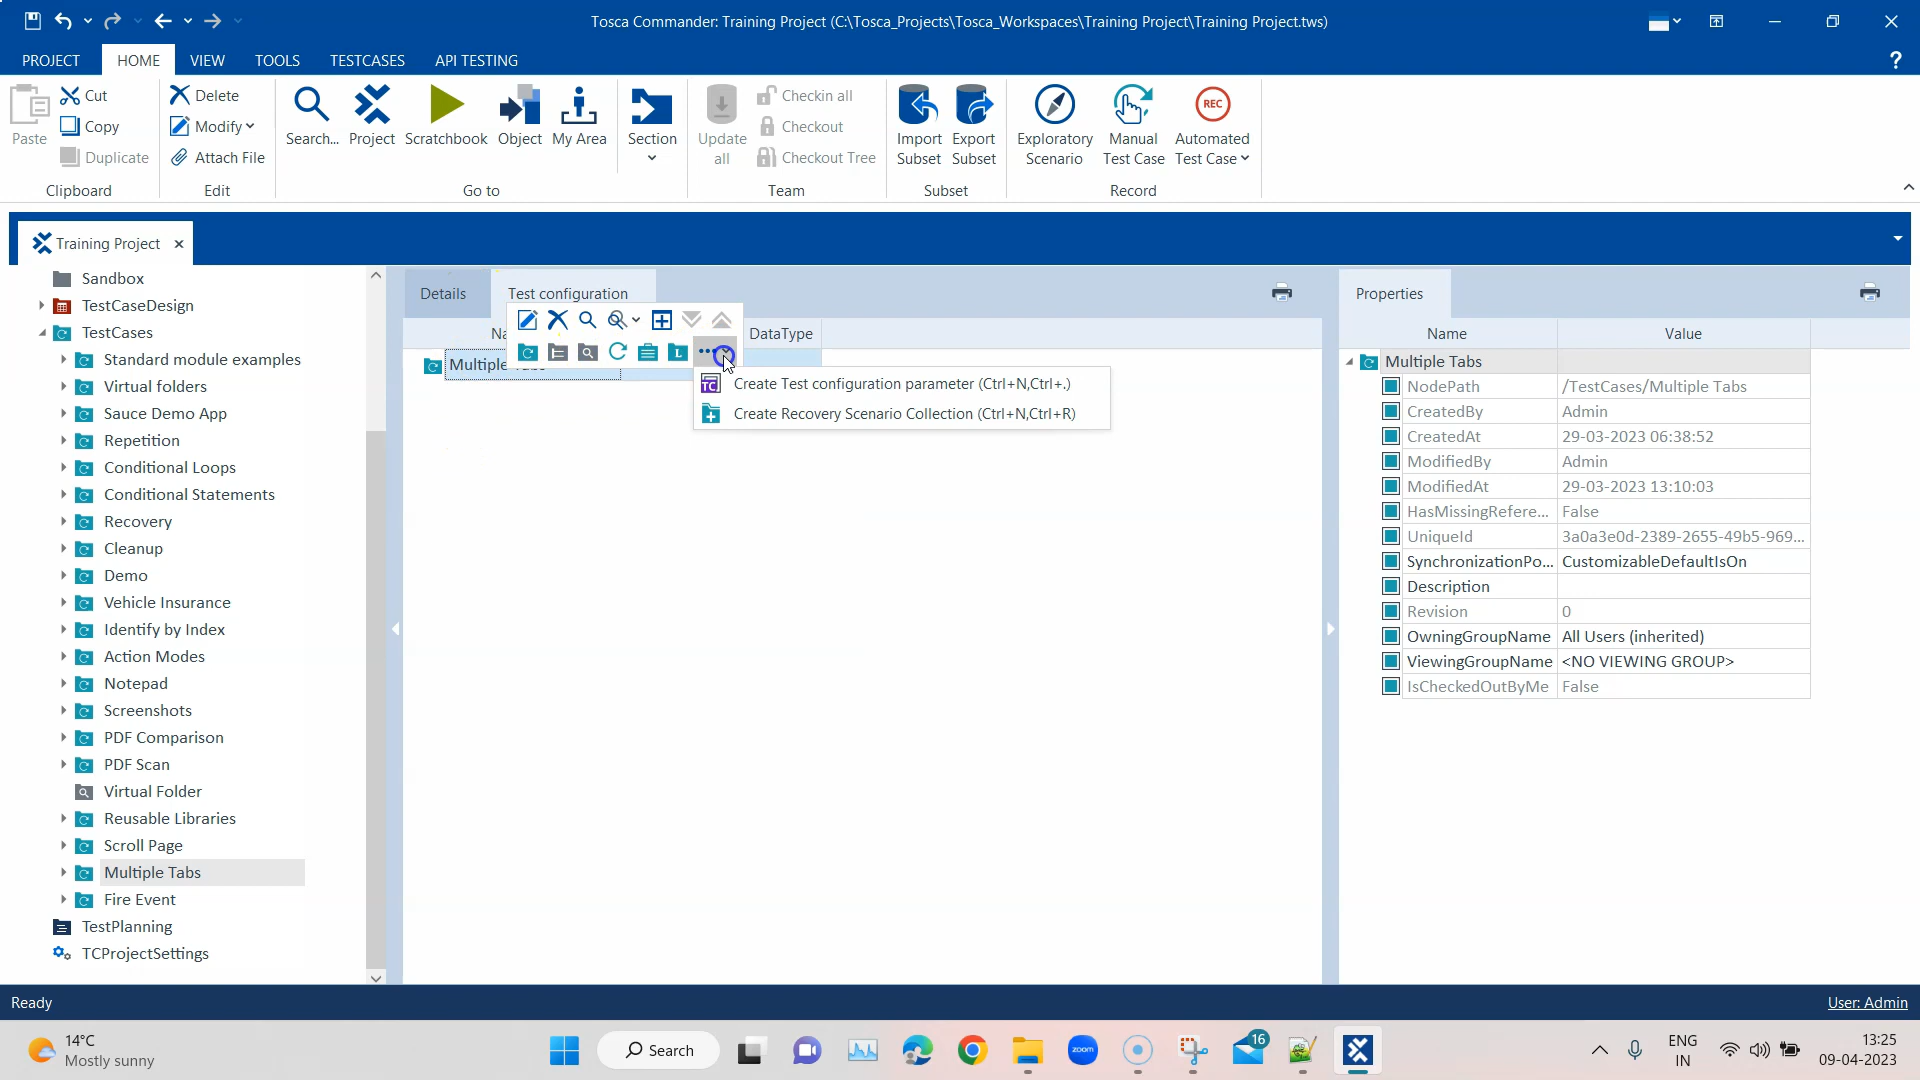 Tosca Commander: Training Project (C:\Tosca_Projects\Tosca_Workspaces\Training Project\Training Project.tws)
PROJECT HOME VIEW TOOLS TESTCASES API TESTING ?
Paste Cut Copy Duplicate
Clipboard
Delete Modify Attach File
Edit
Search... Project Scratchbook Object My Area Section
Go to
Update all Checkin all Checkout Checkout Tree
Team
Import Subset Export Subset
Subset
Exploratory Scenario Manual Test Case REC Automated Test Case
Record
Training Project
Sandbox
TestCaseDesign
TestCases
Standard module examples
Virtual folders
Sauce Demo App
Repetition
Conditional Loops
Conditional Statements
Recovery
Cleanup
Demo
Vehicle Insurance
Identify by Index
Action Modes
Notepad
Screenshots
PDF Comparison
PDF Scan
Virtual Folder
Reusable Libraries
Scroll Page
Multiple Tabs
Fire Event
TestPlanning
TCProjectSettings
Details Test configuration
DataType
Multiple
L
TC Create Test configuration parameter (Ctrl+N,Ctrl+.)
Create Recovery Scenario Collection (Ctrl+N,Ctrl+R)
Properties
Name Value
Multiple Tabs
NodePath /TestCases/Multiple Tabs
CreatedBy Admin
CreatedAt 29-03-2023 06:38:52
ModifiedBy Admin
ModifiedAt 29-03-2023 13:10:03
HasMissingRefere... False
UniqueId 3a0a3e0d-2389-2655-49b5-969...
SynchronizationPo... CustomizableDefaultIsOn
Description
Revision 0
OwningGroupName All Users (inherited)
ViewingGroupName <NO VIEWING GROUP>
IsCheckedOutByMe False
Ready User: Admin
14°C
Mostly sunny
Search
zoom
16
ENG
IN
13:25
09-04-2023